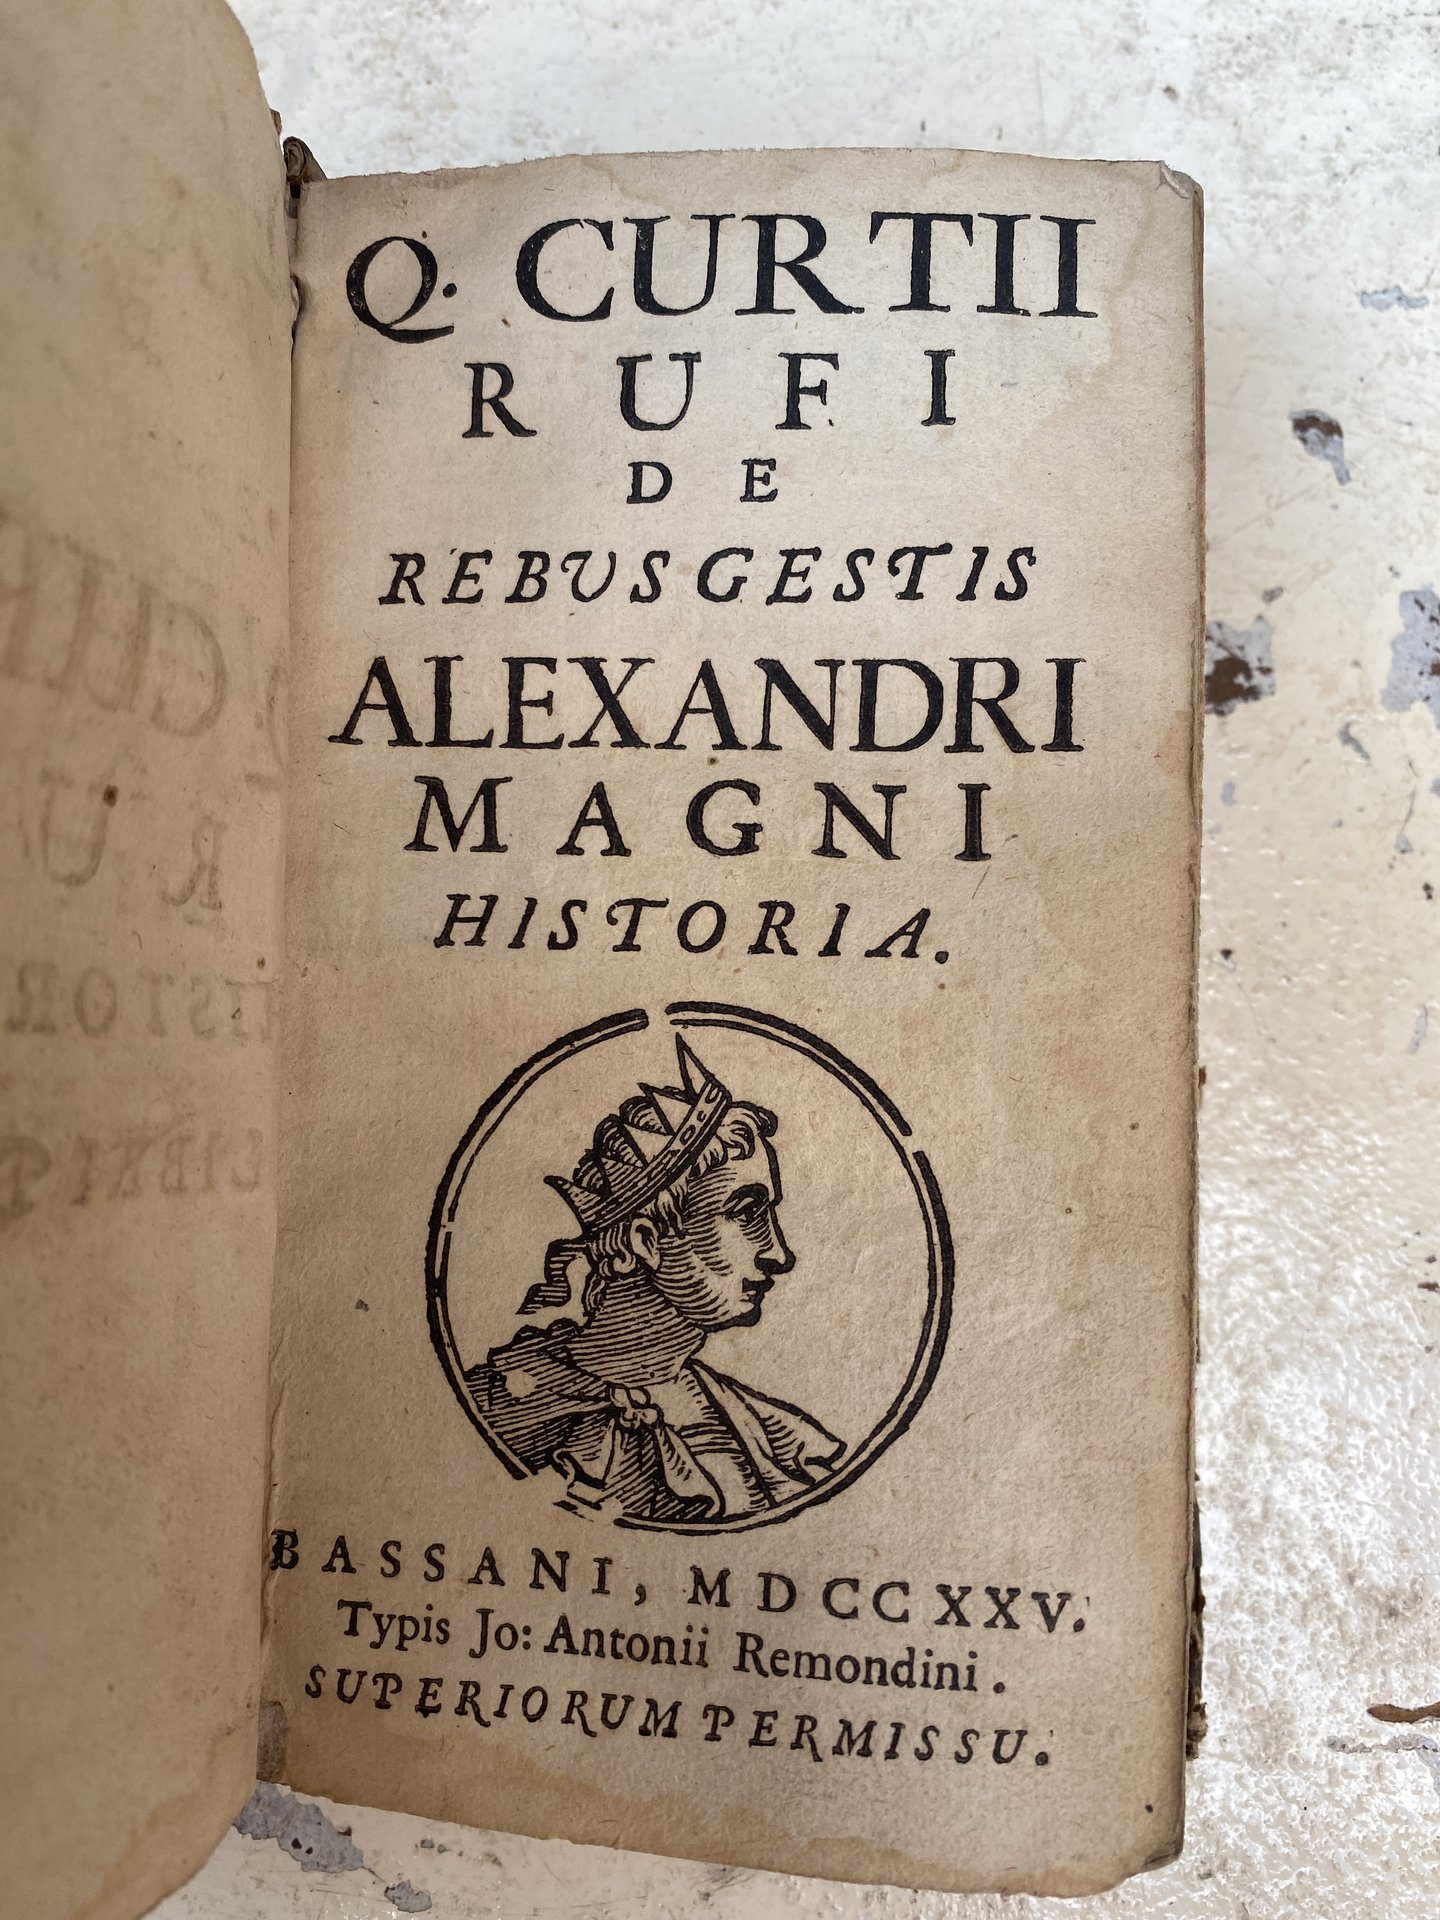 Q. CURTII
RUFI
DE
REBUS GESTIS
ALEXANDRI
MAGNI
HISTORIA.
BASSANI, MDCCXXV.
Typis Jo: Antonii Remondini.
SUPERIORUM PERMISSU.